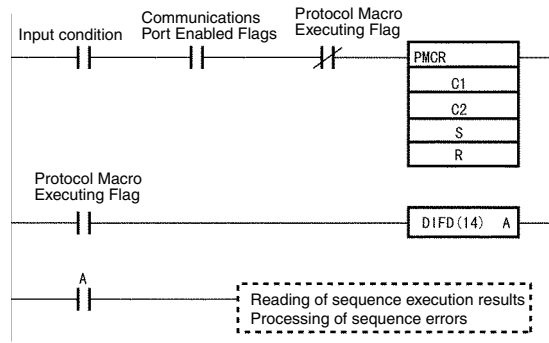 Input condition
Communications
Port Enabled Flags
Protocol Macro
Executing Flag
PMCR
C1
C2
S
R
Protocol Macro
Executing Flag
DIFD(14) A
A
Reading of sequence execution results
Processing of sequence errors